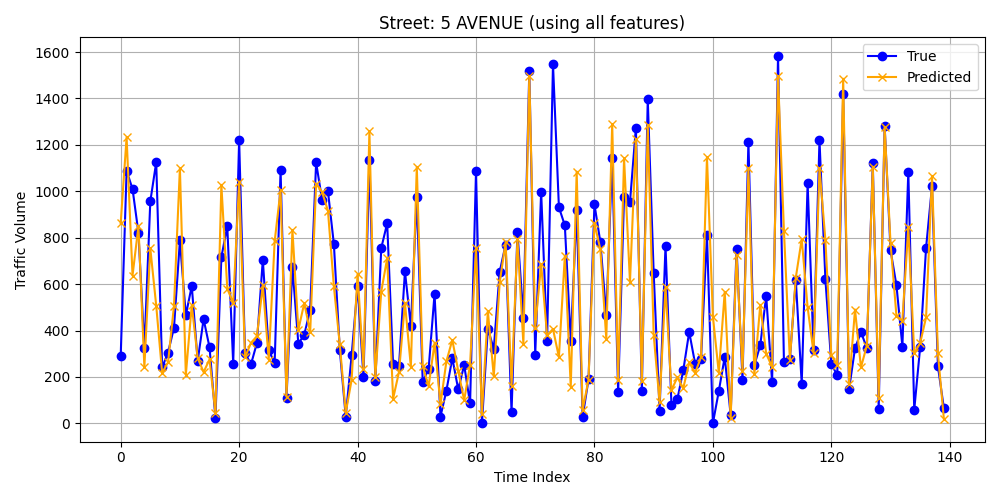 Street: 5 AVENUE (using all features)
True
Predicted
Traffic Volume
1600
1400
1200
1000
800
600
400
200
0
0 20 40 60 80 100 120 140
Time Index